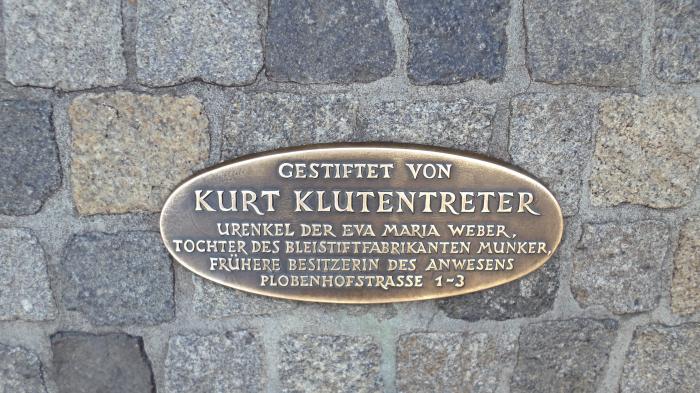 GESTIFTET VON
KURT KLUTENTRETER
URENKEL DER EVA MARIA WEBER,
TOCHTER DES BLEISTIFTFABRIKANTEN MUNKER,
FRÜHERE BESITZERIN DES ANWESENS
PLOBENHOFSTRASSE 1-3